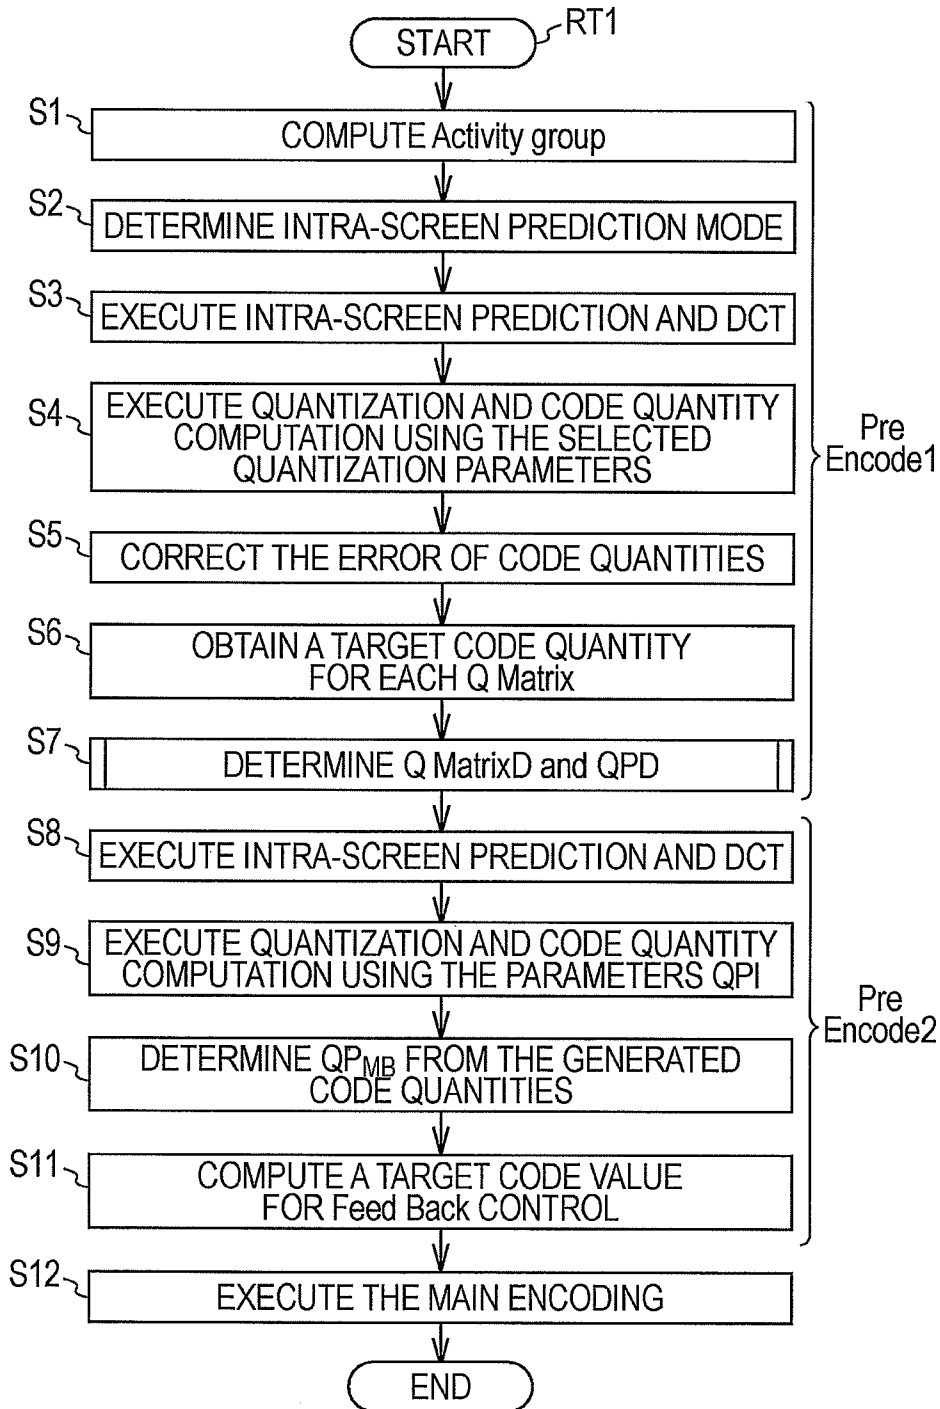 START
RT1
S1
COMPUTE Activity group
S2
DETERMINE INTRA-SCREEN PREDICTION MODE
S3
EXECUTE INTRA-SCREEN PREDICTION AND DCT
S4
EXECUTE QUANTIZATION AND CODE QUANTITY
COMPUTATION USING THE SELECTED
QUANTIZATION PARAMETERS
Pre
Encode1
S5
CORRECT THE ERROR OF CODE QUANTITIES
S6
OBTAIN A TARGET CODE QUANTITY
FOR EACH Q Matrix
S7
DETERMINE Q MatrixD and QPD
S8
EXECUTE INTRA-SCREEN PREDICTION AND DCT
S9
EXECUTE QUANTIZATION AND CODE QUANTITY
COMPUTATION USING THE PARAMETERS QPI
Pre
Encode2
S10
DETERMINE QPMB FROM THE GENERATED
CODE QUANTITIES
S11
COMPUTE A TARGET CODE VALUE
FOR Feed Back CONTROL
S12
EXECUTE THE MAIN ENCODING
END